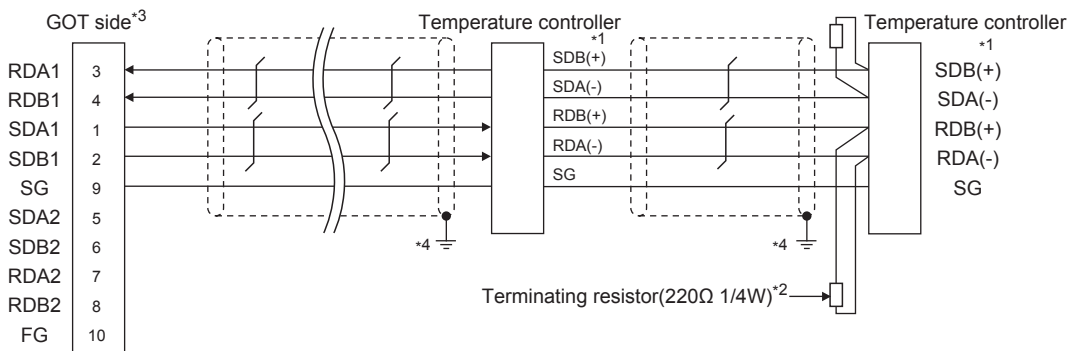 GOT side*3
Temperature controller
*1
Temperature controller
*1
RDA1 3
RDB1 4
SDA1 1
SDB1 2
SG 9
SDA2 5
SDB2 6
RDA2 7
RDB2 8
FG 10
SDB(+)
SDA(-)
RDB(+)
RDA(-)
SG
SDB(+)
SDA(-)
RDB(+)
RDA(-)
SG
*4
*4
Terminating resistor(220Ω 1/4W)*2